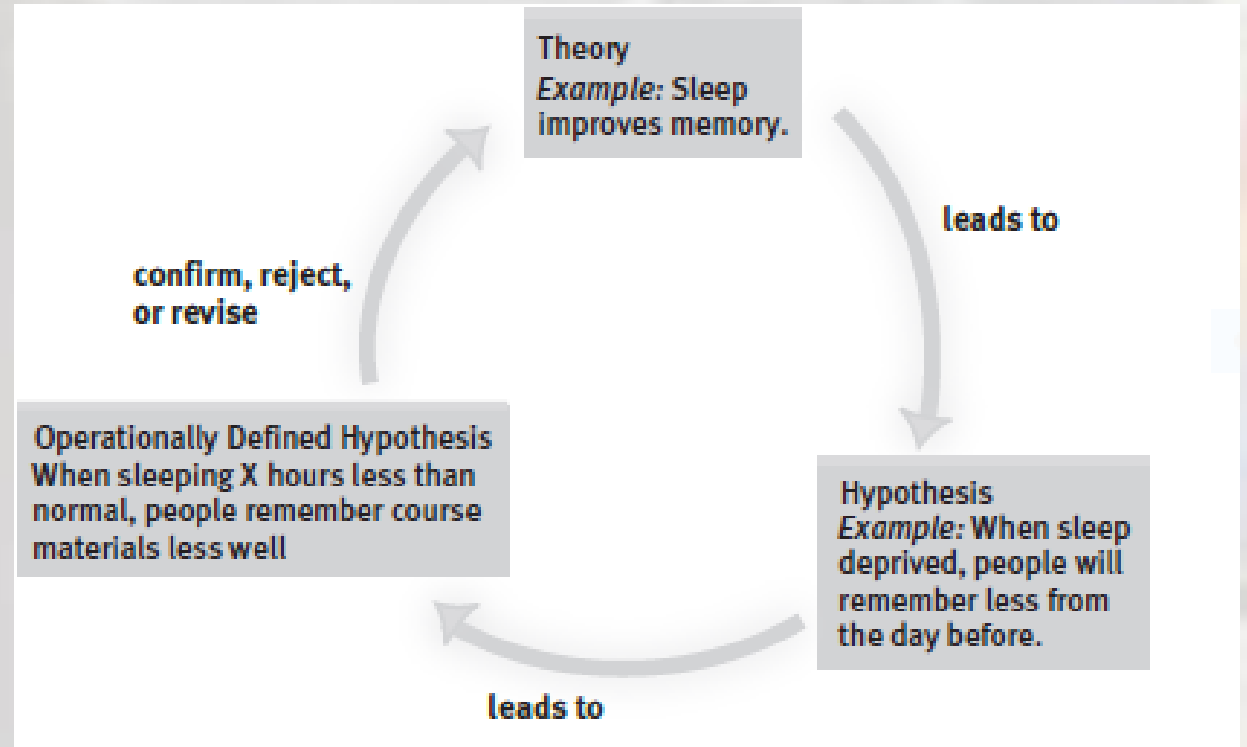 Theory
Example: Sleep
improves memory.
leads to
Hypothesis
Example: When sleep
deprived, people will
remember less from
the day before.
leads to
Operationally Defined Hypothesis
When sleeping X hours less than
normal, people remember course
materials less well
confirm, reject,
or revise